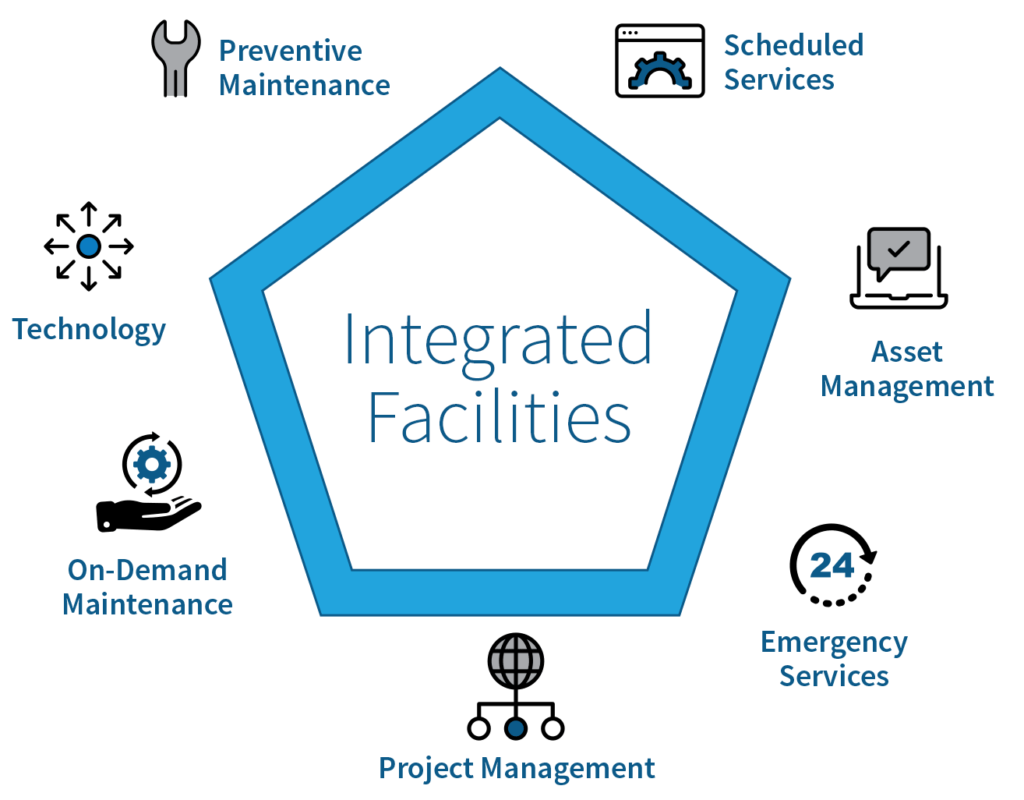 Preventive
Maintenance
Scheduled
Services
Technology
Integrated
Facilities
Asset
Management
On-Demand
Maintenance
24
Emergency
Services
Project Management